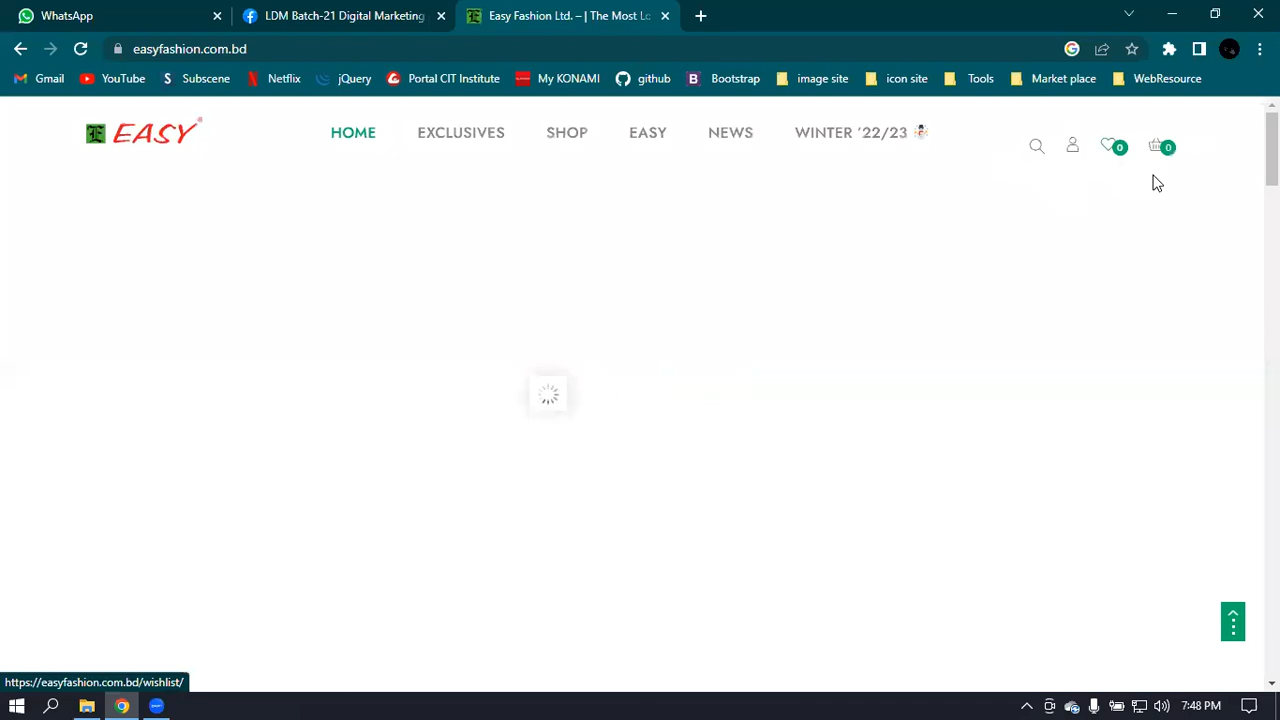 WhatsApp
LDM Batch-21 Digital Marketing
Easy Fashion Ltd. – | The Most Lo
easyfashion.com.bd
Gmail
YouTube
Subscene
Netflix
jQuery
Portal CIT Institute
My KONAMI
github
Bootstrap
image site
icon site
Tools
Market place
WebResource
E EASY
HOME
EXCLUSIVES
SHOP
EASY
NEWS
WINTER '22/23
0
0
https://easyfashion.com.bd/wishlist/
7:48 PM